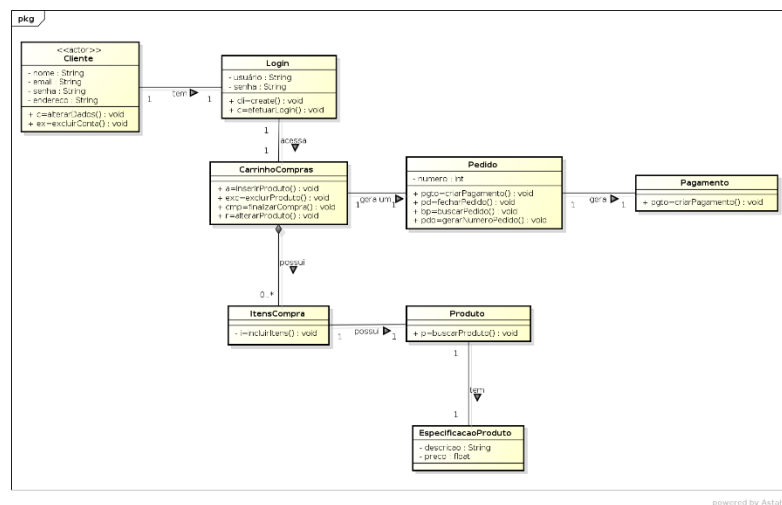 pkg
<<actor>>
Cliente
- nome : String
- email : String
- senha : String
- endereco : String
+ c=alterarDados() : void
+ ex=excluirConta() : void
1
tem
1
Login
- usuário : String
- senha : String
+ cli=create() : void
+ c=efetuarLogin() : void
1
acessa
1
CarrinhoCompras
+ a=inserirProduto() : void
+ exc=excluirProduto() : void
+ cmp=finalizarCompra() : void
+ r=alterarProduto() : void
1
gera um
1
Pedido
- numero : int
+ pgto=criarPagamento() : void
+ pd=fecharPedido() : void
+ bp=buscarPedido() : void
+ pdo=gerarNumeroPedido() : void
1
gera
1
Pagamento
+ pgto=criarPagamento() : void
possui
0..*
ItensCompra
- i=incluirItens() : void
1
possui
1
Produto
+ p=buscarProduto() : void
1
tem
1
EspecificacaoProduto
- descricao : String
- preco : float
powered by Astah